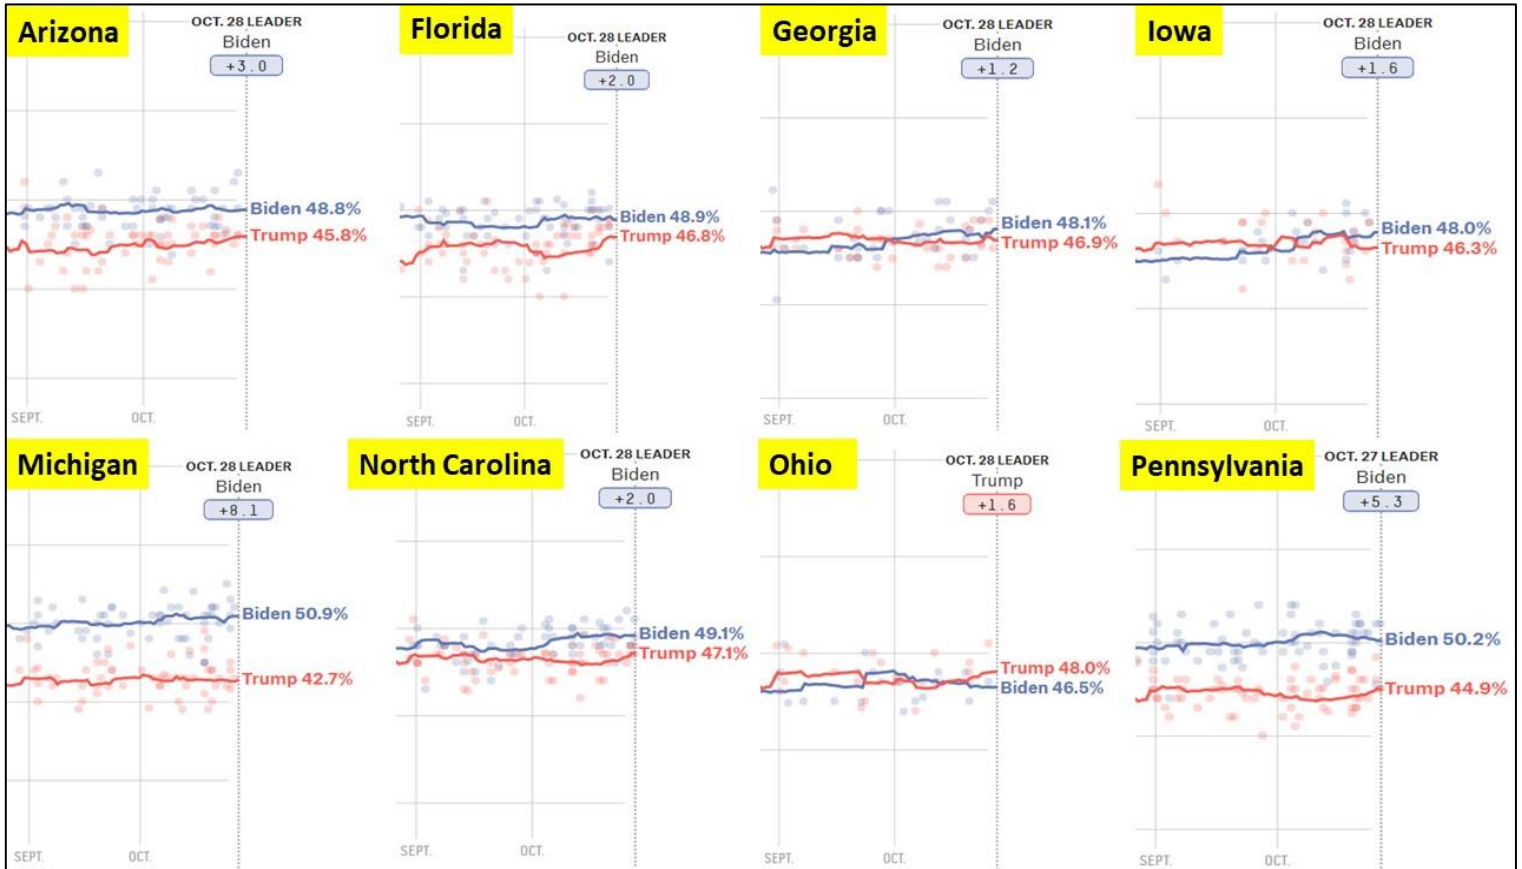 Arizona
OCT. 28 LEADER
Biden
+3.0
Biden 48.8%
Trump 45.8%
SEPT.
OCT.
Florida
OCT. 28 LEADER
Biden
+2.0
Biden 48.9%
Trump 46.8%
SEPT.
OCT.
Georgia
OCT. 28 LEADER
Biden
+1.2
Biden 48.1%
Trump 46.9%
SEPT.
OCT.
Iowa
OCT. 28 LEADER
Biden
+1.6
Biden 48.0%
Trump 46.3%
SEPT.
OCT.
Michigan
OCT. 28 LEADER
Biden
+8.1
Biden 50.9%
Trump 42.7%
SEPT.
OCT.
North Carolina
OCT. 28 LEADER
Biden
+2.0
Biden 49.1%
Trump 47.1%
SEPT.
OCT.
Ohio
OCT. 28 LEADER
Trump
+1.6
Trump 48.0%
Biden 46.5%
SEPT.
OCT.
Pennsylvania
OCT. 27 LEADER
Biden
+5.3
Biden 50.2%
Trump 44.9%
SEPT.
OCT.